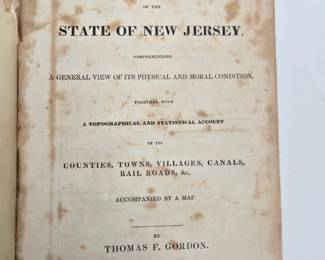 OF THE
STATE OF NEW JERSEY.
COMPREHENDING
A GENERAL VIEW OF ITS PHYSICAL AND MORAL CONDITION,
TOGETHER WITH
A TOPOGRAPHICAL AND STATISTICAL ACCOUNT
OF ITS
COUNTIES, TOWNS, VILLAGES, CANALS,
RAIL ROADS, &c.
ACCOMPANIED BY A MAP.
BY
THOMAS F. GORDON.